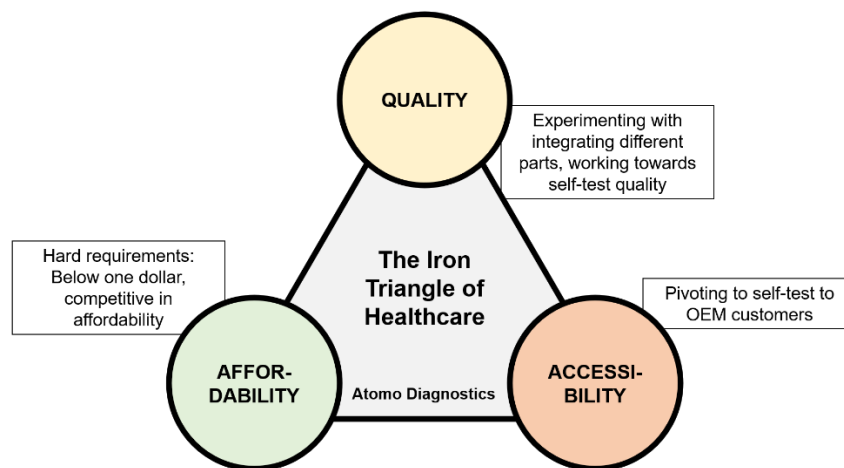 QUALITY
Experimenting with
integrating different
parts, working towards
self-test quality
Hard requirements:
Below one dollar,
competitive in
affordability
The Iron
Triangle of
Healthcare
Pivoting to self-test to
OEM customers
AFFOR-
DABILITY
Atomo Diagnostics
ACCESSI-
BILITY